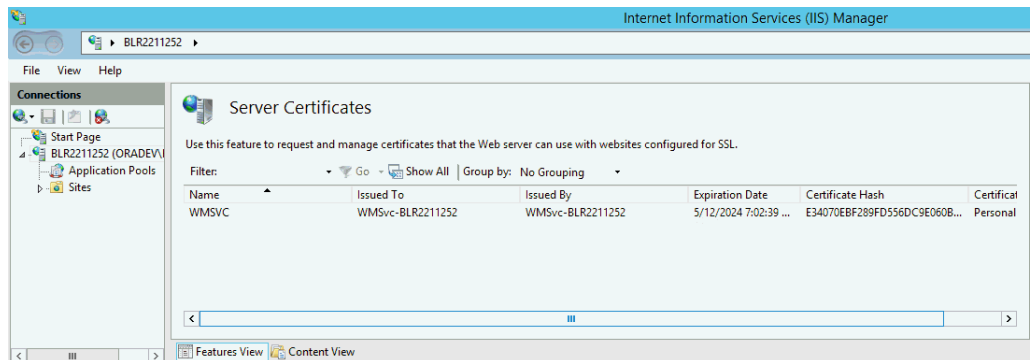 Internet Information Services (IIS) Manager
BLR2211252
File View Help
Connections
Start Page
BLR2211252 (ORADEV\
Application Pools
Sites
Server Certificates
Use this feature to request and manage certificates that the Web server can use with websites configured for SSL.
Filter: Go Show All Group by: No Grouping
Name Issued To Issued By Expiration Date Certificate Hash Certificat
WMSVC WMSvc-BLR2211252 WMSvc-BLR2211252 5/12/2024 7:02:39 ... E34070EBF289FD556DC9E060B... Personal
Features View Content View